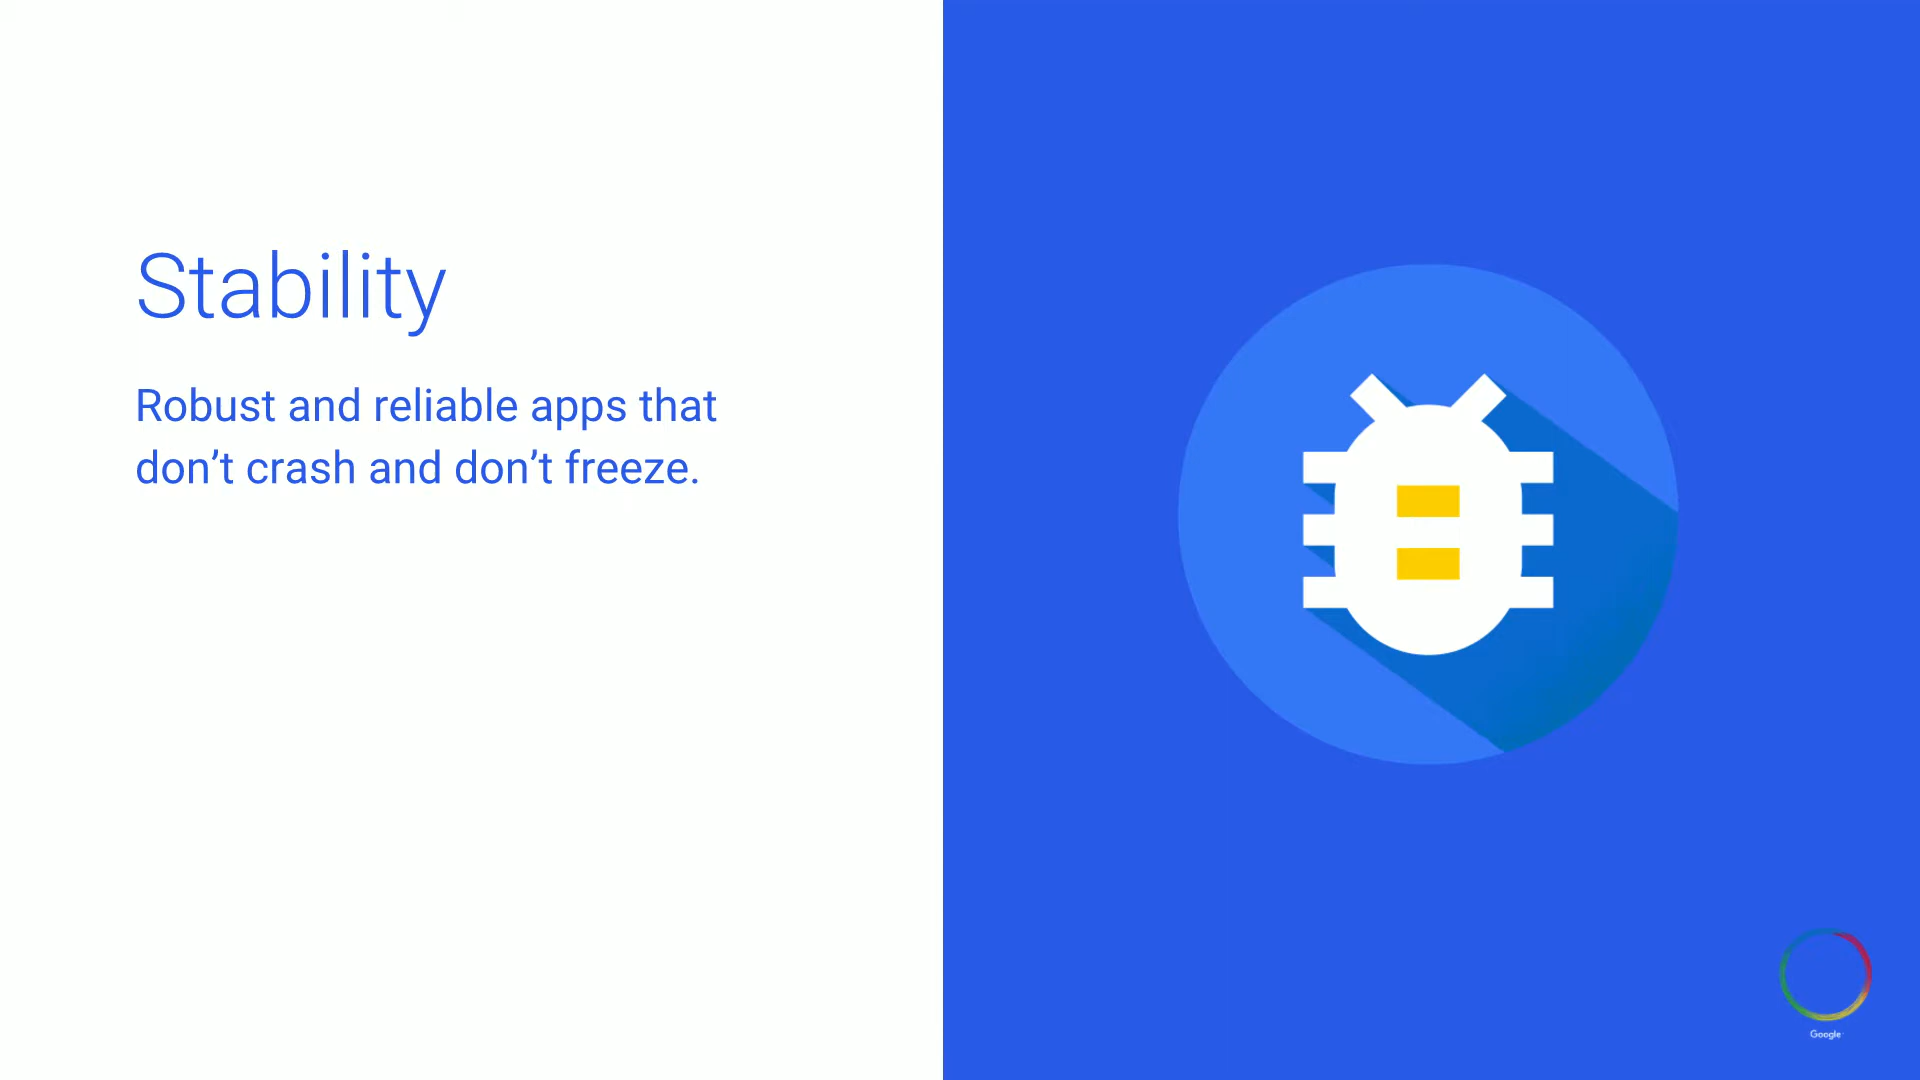 Stability
Robust and reliable apps that
don’t crash and don’t freeze.
Google